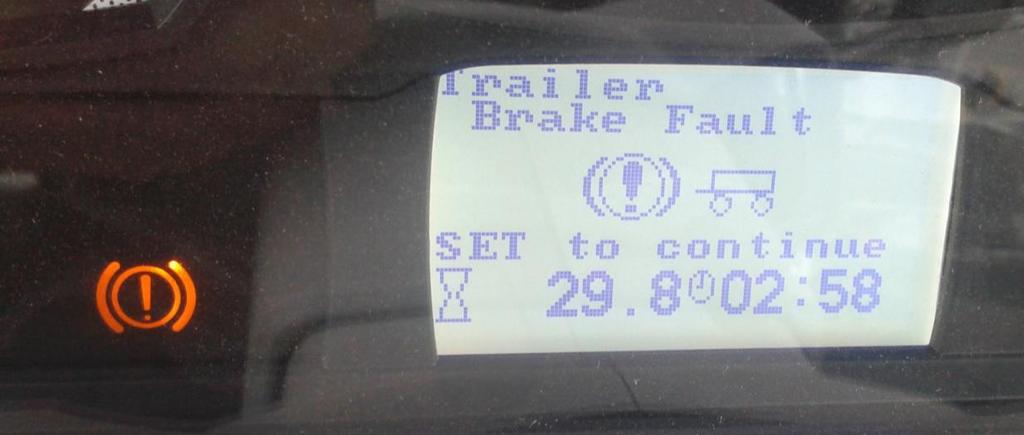 Trailer
Brake Fault
SET to continue
29.8 02:58